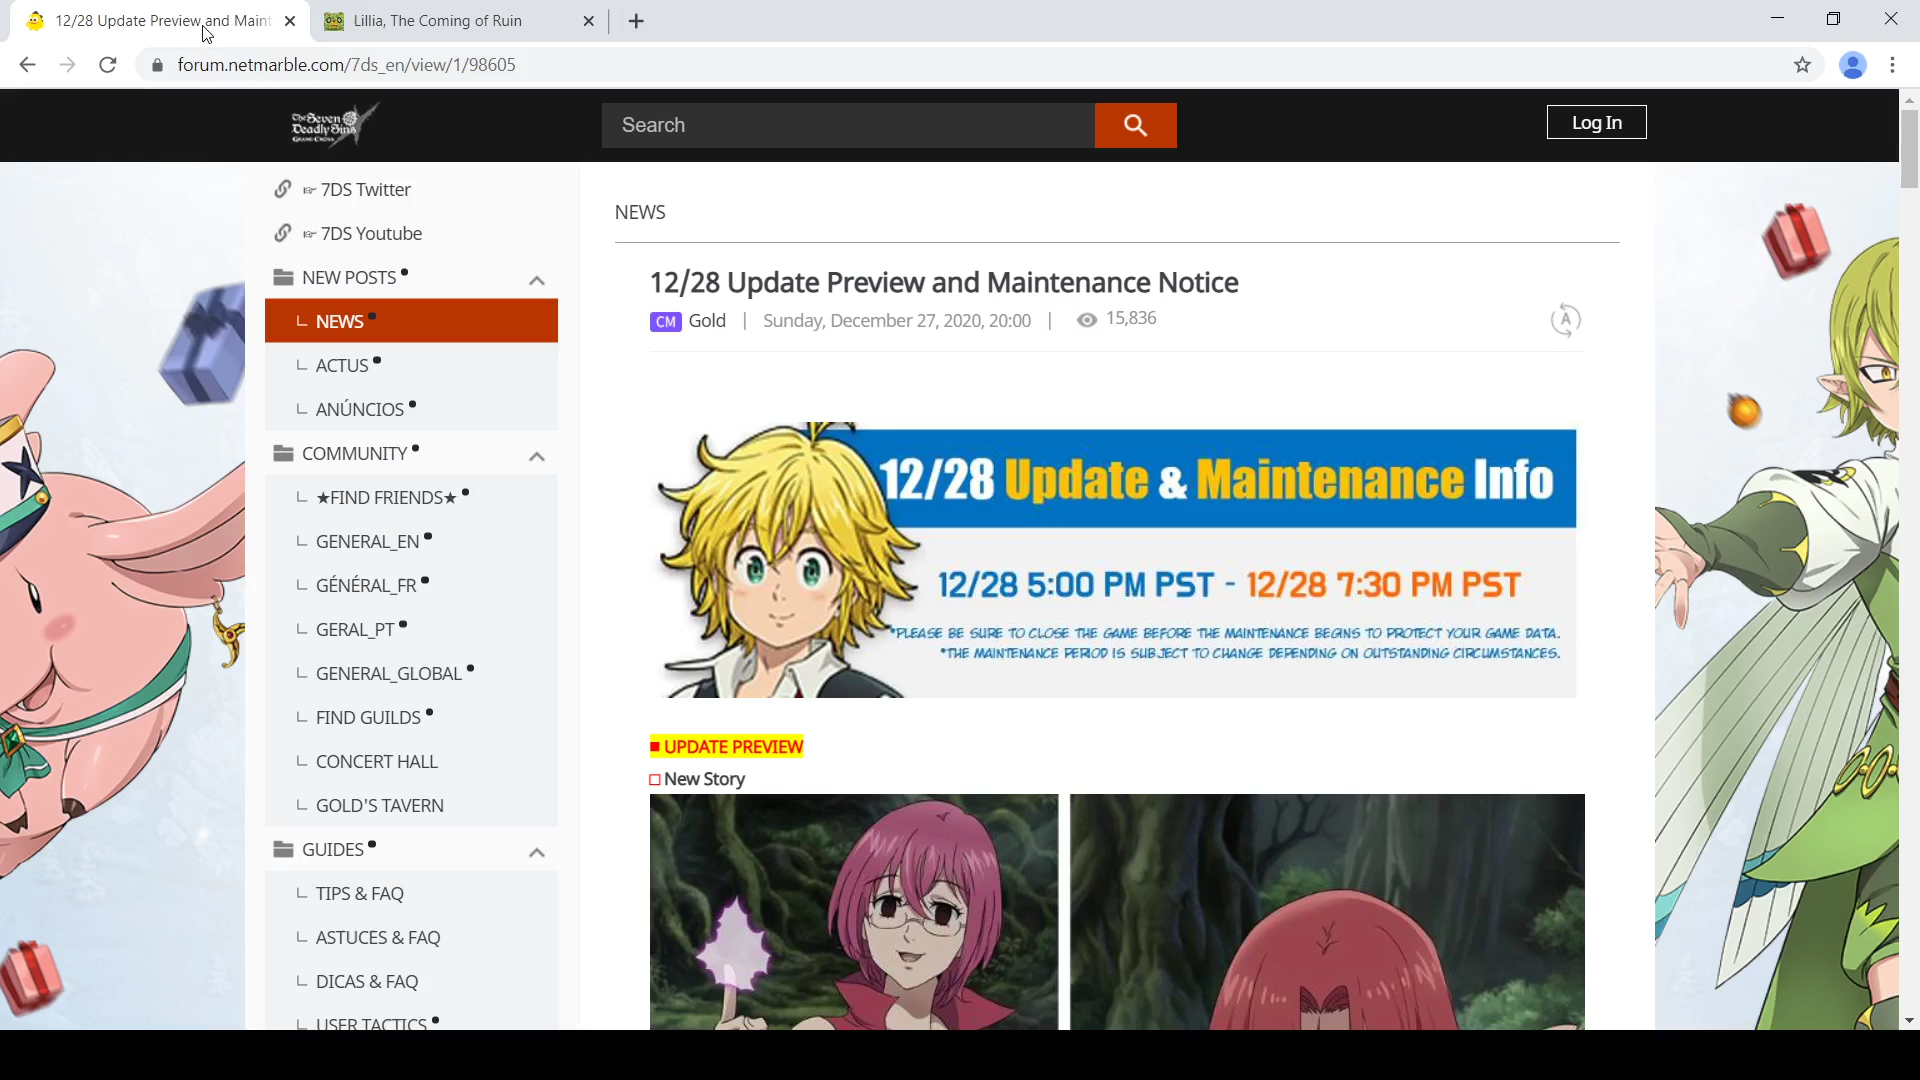 12/28 Update Preview and Maint
Lillia, The Coming of Ruin
forum.netmarble.com/7ds_en/view/1/98605
The Seven
Deadly Sins
GRAND CROSS
Search
Log In
☞ 7DS Twitter
☞ 7DS Youtube
NEW POSTS
NEWS
ACTUS
ANÚNCIOS
COMMUNITY
★FIND FRIENDS★
GENERAL_EN
GÉNÉRAL_FR
GERAL_PT
GENERAL_GLOBAL
FIND GUILDS
CONCERT HALL
GOLD'S TAVERN
GUIDES
TIPS & FAQ
ASTUCES & FAQ
DICAS & FAQ
USER TACTICS
NEWS
12/28 Update Preview and Maintenance Notice
CM Gold | Sunday, December 27, 2020, 20:00 | 15,836
A
12/28 Update & Maintenance Info
12/28 5:00 PM PST - 12/28 7:30 PM PST
*PLEASE BE SURE TO CLOSE THE GAME BEFORE THE MAINTENANCE BEGINS TO PROTECT YOUR GAME DATA.
*THE MAINTENANCE PERIOD IS SUBJECT TO CHANGE DEPENDING ON OUTSTANDING CIRCUMSTANCES.
■ UPDATE PREVIEW
□ New Story